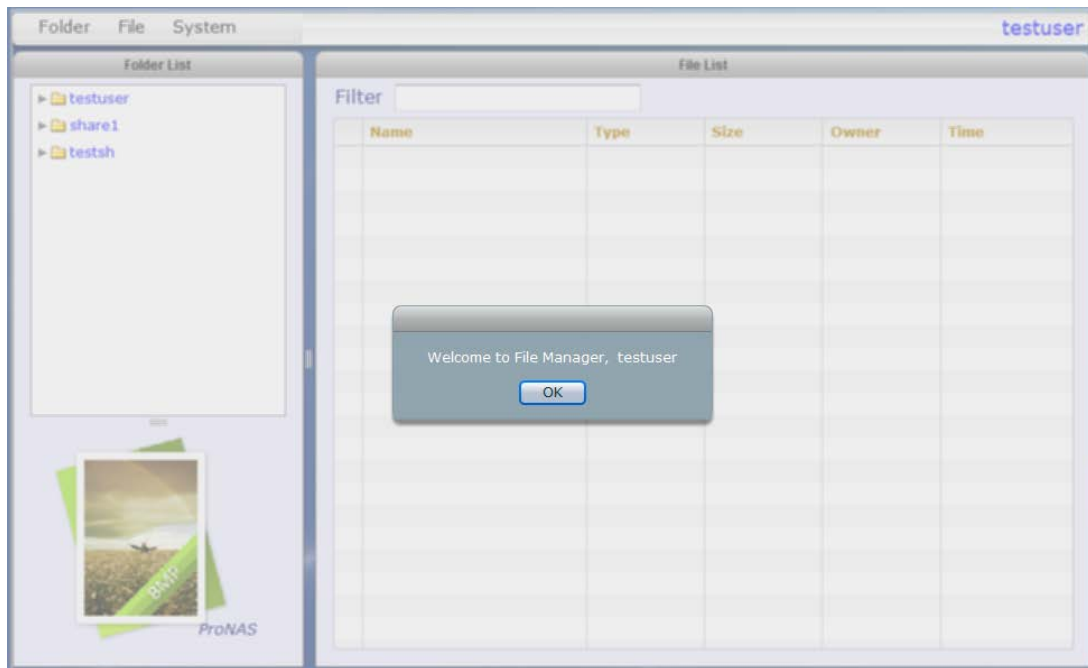 Folder File System
testuser
Folder List
testuser
share1
testsh
BMP
ProNAS
File List
Filter
Name Type Size Owner Time
Welcome to File Manager, testuser
OK